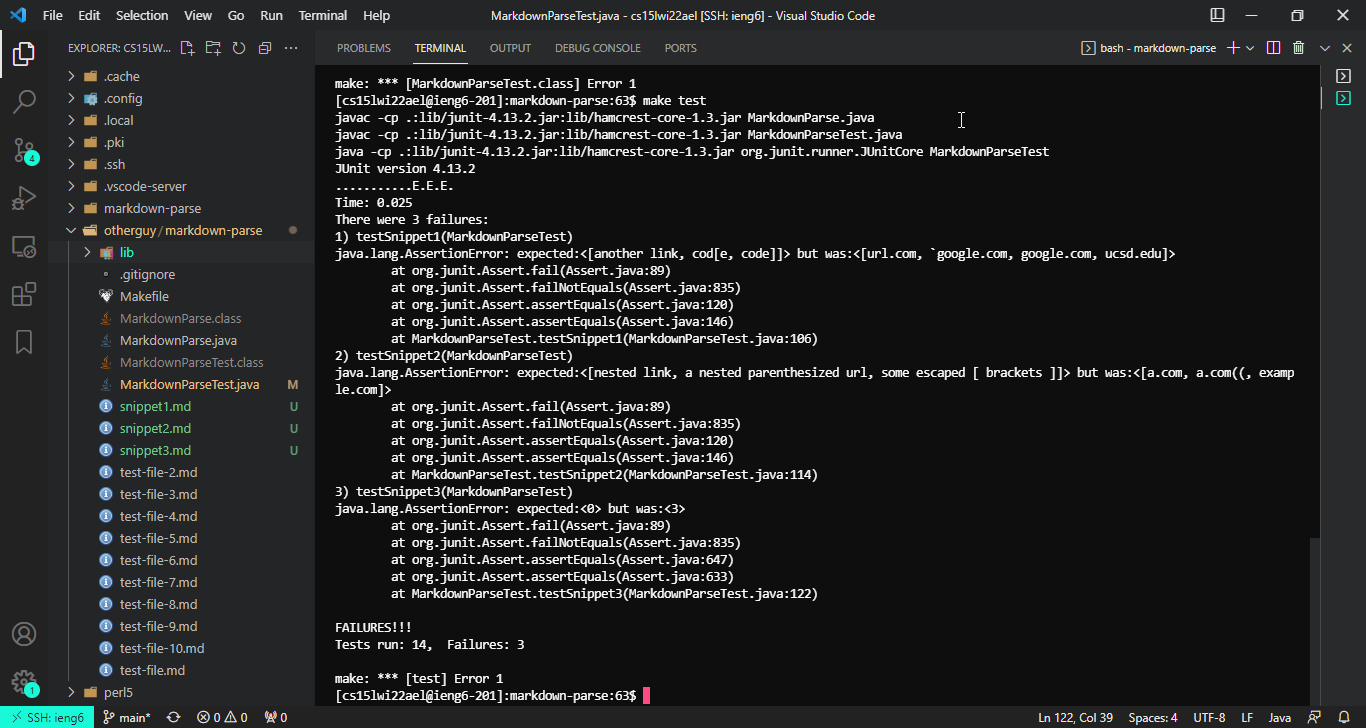 File Edit Selection View Go Run Terminal Help MarkdownParseTest.java - cs15lwi22ael [SSH: ieng6] - Visual Studio Code
EXPLORER: CS15LW...
.cache
.config
.local
.pki
.ssh
.vscode-server
markdown-parse
otherguy / markdown-parse
lib
.gitignore
Makefile
MarkdownParse.class
MarkdownParse.java
MarkdownParseTest.class
MarkdownParseTest.java M
snippet1.md U
snippet2.md U
snippet3.md U
test-file-2.md
test-file-3.md
test-file-4.md
test-file-5.md
test-file-6.md
test-file-7.md
test-file-8.md
test-file-9.md
test-file-10.md
test-file.md
perl5
4
1
PROBLEMS TERMINAL OUTPUT DEBUG CONSOLE PORTS bash - markdown-parse
make: *** [MarkdownParseTest.class] Error 1
[cs15lwi22ael@ieng6-201]:markdown-parse:63$ make test
javac -cp .:lib/junit-4.13.2.jar:lib/hamcrest-core-1.3.jar MarkdownParse.java
javac -cp .:lib/junit-4.13.2.jar:lib/hamcrest-core-1.3.jar MarkdownParseTest.java
java -cp .:lib/junit-4.13.2.jar:lib/hamcrest-core-1.3.jar org.junit.runner.JUnitCore MarkdownParseTest
JUnit version 4.13.2
...........E.E.E.
Time: 0.025
There were 3 failures:
1) testSnippet1(MarkdownParseTest)
java.lang.AssertionError: expected:<[another link, cod[e, code]]> but was:<[url.com, `google.com, google.com, ucsd.edu]>
at org.junit.Assert.fail(Assert.java:89)
at org.junit.Assert.failNotEquals(Assert.java:835)
at org.junit.Assert.assertEquals(Assert.java:120)
at org.junit.Assert.assertEquals(Assert.java:146)
at MarkdownParseTest.testSnippet1(MarkdownParseTest.java:106)
2) testSnippet2(MarkdownParseTest)
java.lang.AssertionError: expected:<[nested link, a nested parenthesized url, some escaped [ brackets ]]> but was:<[a.com, a.com((, examp
le.com]>
at org.junit.Assert.fail(Assert.java:89)
at org.junit.Assert.failNotEquals(Assert.java:835)
at org.junit.Assert.assertEquals(Assert.java:120)
at org.junit.Assert.assertEquals(Assert.java:146)
at MarkdownParseTest.testSnippet2(MarkdownParseTest.java:114)
3) testSnippet3(MarkdownParseTest)
java.lang.AssertionError: expected:<0> but was:<3>
at org.junit.Assert.fail(Assert.java:89)
at org.junit.Assert.failNotEquals(Assert.java:835)
at org.junit.Assert.assertEquals(Assert.java:647)
at org.junit.Assert.assertEquals(Assert.java:633)
at MarkdownParseTest.testSnippet3(MarkdownParseTest.java:122)
FAILURES!!!
Tests run: 14,  Failures: 3
make: *** [test] Error 1
[cs15lwi22ael@ieng6-201]:markdown-parse:63$
SSH: ieng6 main* 0 0 0 Ln 122, Col 39 Spaces: 4 UTF-8 LF Java